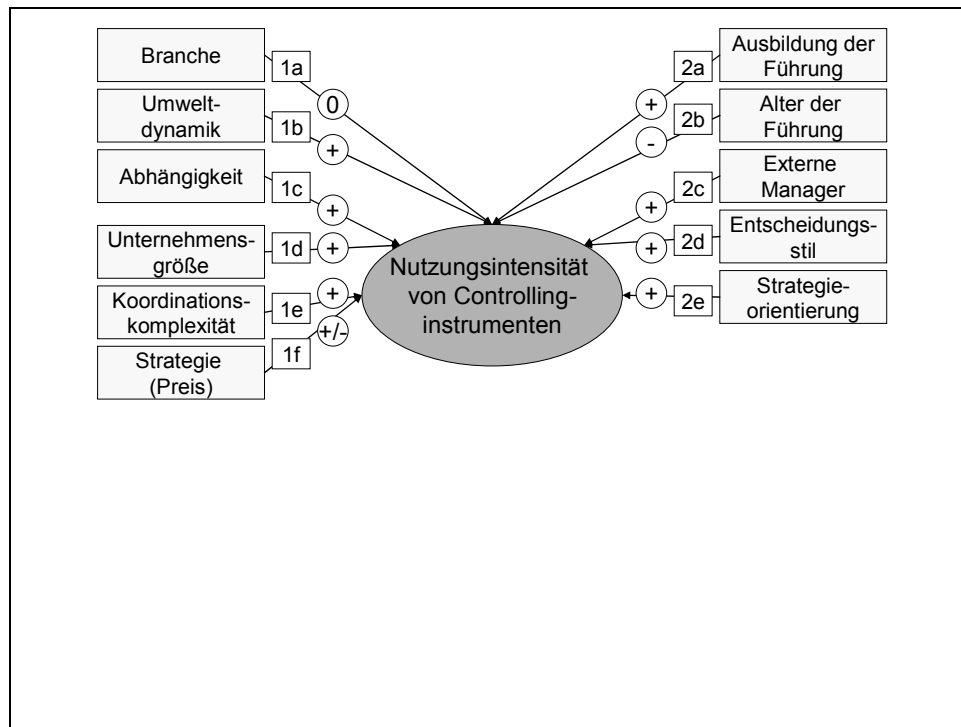 Branche
1a
0
Umwelt-
dynamik
1b
+
Abhängigkeit
1c
+
Unternehmens-
größe
1d
+
Koordinations-
komplexität
1e
+
Strategie
(Preis)
1f
+/-
Nutzungsintensität
von Controlling-
instrumenten
Ausbildung der
Führung
2a
+
Alter der
Führung
2b
-
Externe
Manager
2c
+
Entscheidungs-
stil
2d
+
Strategie-
orientierung
2e
+